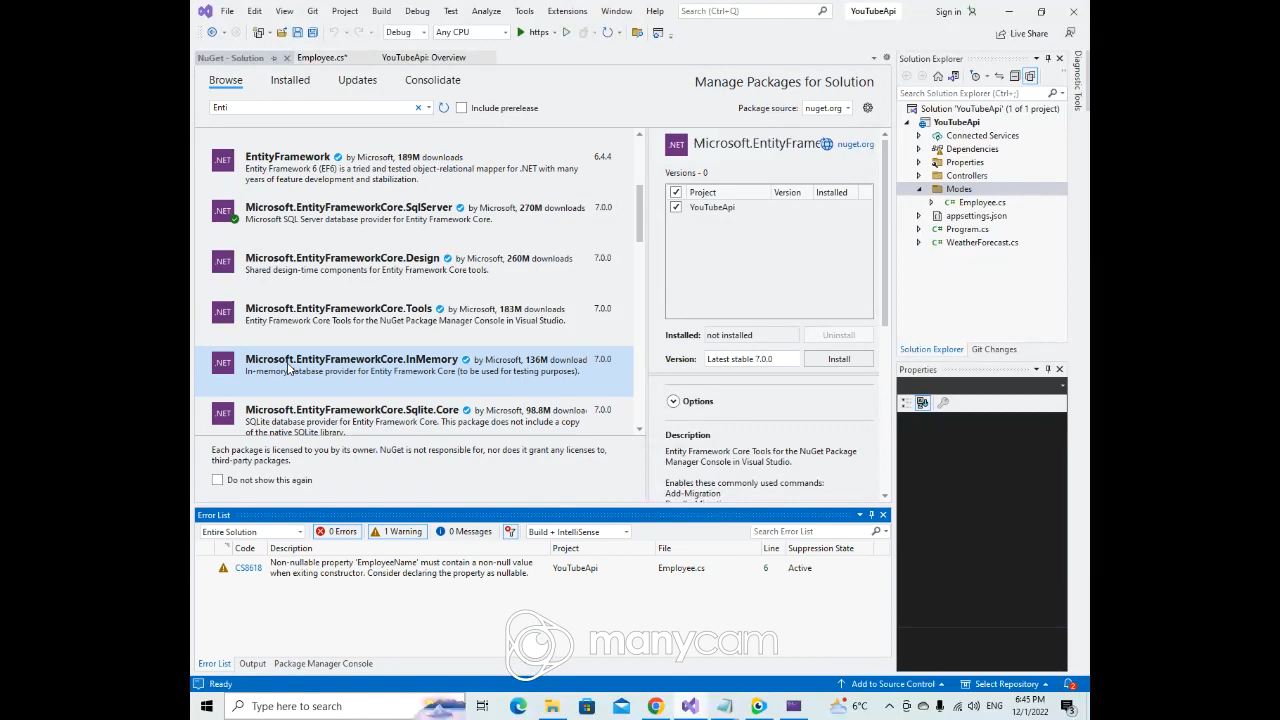 File Edit View Git Project Build Debug Test Analyze Tools Extensions Window Help Search (Ctrl+Q) YouTubeApi Sign in
Debug Any CPU https Live Share
NuGet - Solution Employee.cs* YouTubeApi: Overview
Browse Installed Updates Consolidate Manage Packages for Solution
Enti Include prerelease Package source: nuget.org
.NET EntityFramework by Microsoft, 189M downloads 6.4.4
Entity Framework 6 (EF6) is a tried and tested object-relational mapper for .NET with many
years of feature development and stabilization.
.NET Microsoft.EntityFrameworkCore.SqlServer by Microsoft, 270M downloads 7.0.0
Microsoft SQL Server database provider for Entity Framework Core.
.NET Microsoft.EntityFrameworkCore.Design by Microsoft, 260M downloads 7.0.0
Shared design-time components for Entity Framework Core tools.
.NET Microsoft.EntityFrameworkCore.Tools by Microsoft, 183M downloads 7.0.0
Entity Framework Core Tools for the NuGet Package Manager Console in Visual Studio.
.NET Microsoft.EntityFrameworkCore.InMemory by Microsoft, 136M download 7.0.0
In-memory database provider for Entity Framework Core (to be used for testing purposes).
.NET Microsoft.EntityFrameworkCore.Sqlite.Core by Microsoft, 98.8M downloa 7.0.0
SQLite database provider for Entity Framework Core. This package does not include a copy
of the native SQLite library.
Each package is licensed to you by its owner. NuGet is not responsible for, nor does it grant any licenses to,
third-party packages.
Do not show this again
.NET Microsoft.EntityFrame nuget.org
Versions - 0
Project Version Installed
YouTubeApi
Installed: not installed Uninstall
Version: Latest stable 7.0.0 Install
Options
Description
Entity Framework Core Tools for the NuGet Package
Manager Console in Visual Studio.
Enables these commonly used commands:
Add-Migration
Solution Explorer
Search Solution Explorer (Ctrl+;)
Solution 'YouTubeApi' (1 of 1 project)
YouTubeApi
Connected Services
Dependencies
Properties
Controllers
Modes
Employee.cs
appsettings.json
Program.cs
WeatherForecast.cs
Solution Explorer Git Changes
Properties
Diagnostic Tools
Error List
Entire Solution 0 Errors 1 Warning 0 Messages Build + IntelliSense Search Error List
Code Description Project File Line Suppression State
CS8618 Non-nullable property 'EmployeeName' must contain a non-null value YouTubeApi Employee.cs 6 Active
when exiting constructor. Consider declaring the property as nullable.
manycam
Error List Output Package Manager Console
Ready Add to Source Control Select Repository 2
Type here to search 6°C ENG 6:45 PM
12/1/2022 3